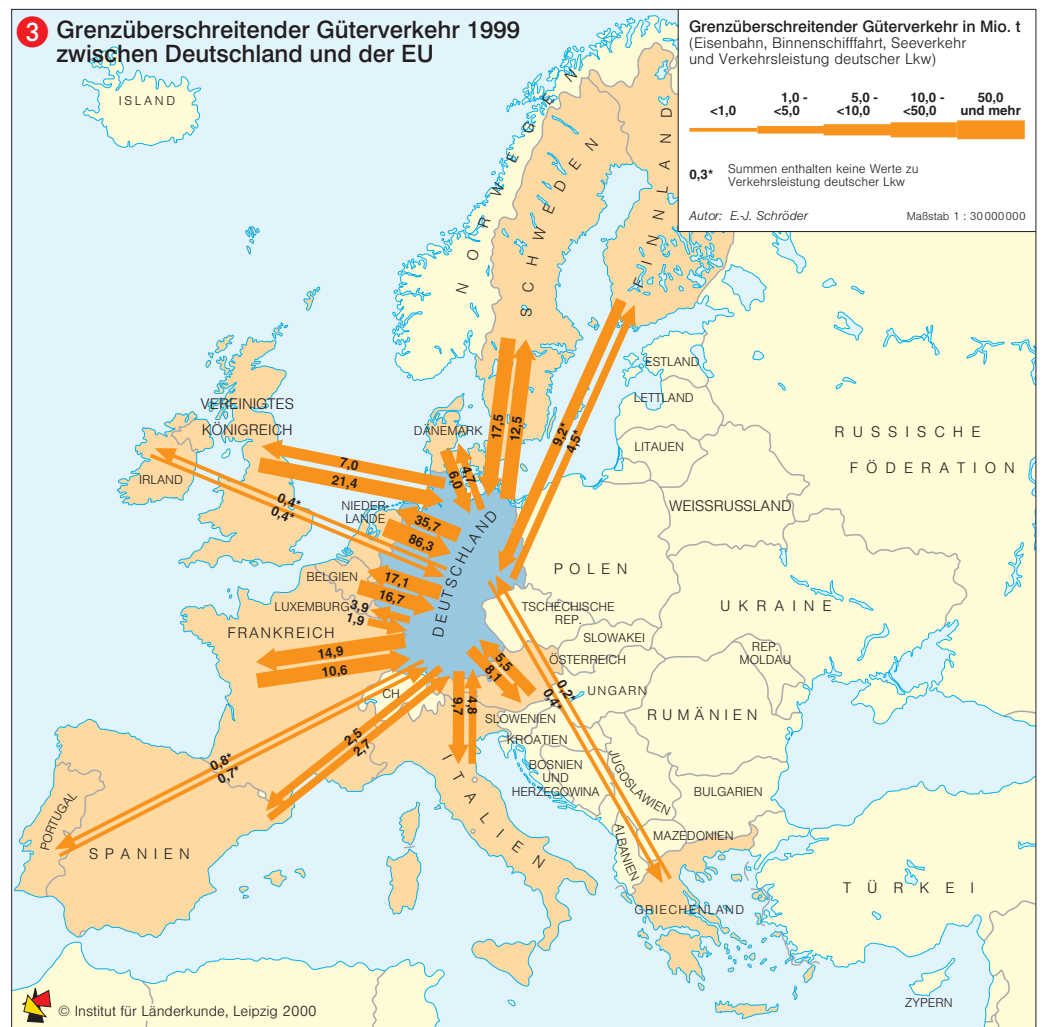 3 Grenzüberschreitender Güterverkehr 1999
zwischen Deutschland und der EU
Grenzüberschreitender Güterverkehr in Mio. t
(Eisenbahn, Binnenschifffahrt, Seeverkehr
und Verkehrsleistung deutscher Lkw)
<1,0
1,0 -
<5,0
5,0 -
<10,0
10,0 -
<50,0
50,0
und mehr
0,3* Summen enthalten keine Werte zu
Verkehrsleistung deutscher Lkw
Autor: E.-J. Schröder
Maßstab 1 : 30 000 000
ISLAND
NORWEGEN
SCHWEDEN
FINNLAND
ESTLAND
LETTLAND
LITAUEN
RUSSISCHE
FÖDERATION
WEISSRUSSLAND
VEREINIGTES
KÖNIGREICH
IRLAND
DÄNEMARK
NIEDER-
LANDE
BELGIEN
LUXEMBURG
DEUTSCHLAND
POLEN
TSCHECHISCHE
REP.
SLOWAKEI
UKRAINE
REP.
MOLDAU
FRANKREICH
CH
ÖSTERREICH
UNGARN
SLOWENIEN
KROATIEN
BOSNIEN
UND
HERZEGOWINA
JUGOSLAWIEN
RUMÄNIEN
BULGARIEN
MAZEDONIEN
ALBANIEN
ITALIEN
PORTUGAL
SPANIEN
GRIECHENLAND
TÜRKEI
ZYPERN
17,5
12,5
9,2*
4,5*
7,0
21,4
0,4*
0,4*
6,0
4,7
35,7
86,3
17,1
16,7
3,9
1,9
14,9
10,6
5,5
8,1
0,2*
0,4*
9,7
4,8
2,5
2,7
0,8*
0,7*
© Institut für Länderkunde, Leipzig 2000